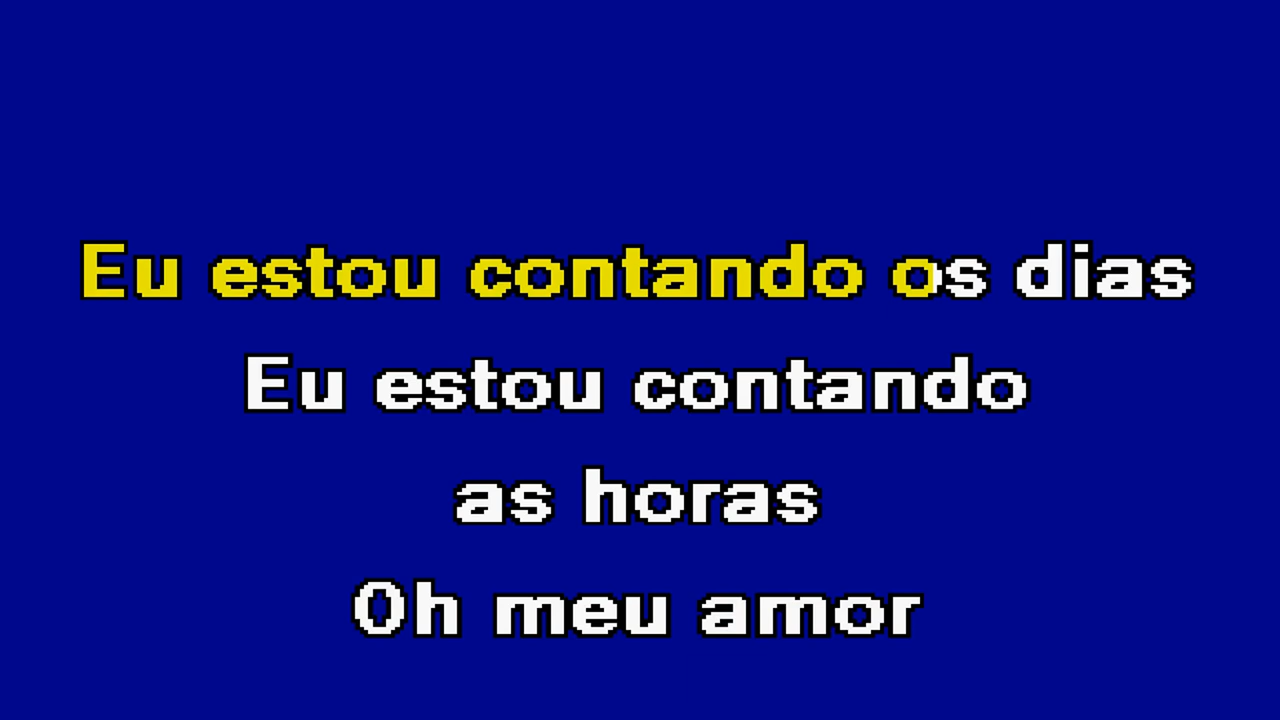 Eu estou contando os dias
Eu estou contando
as horas
Oh meu amor